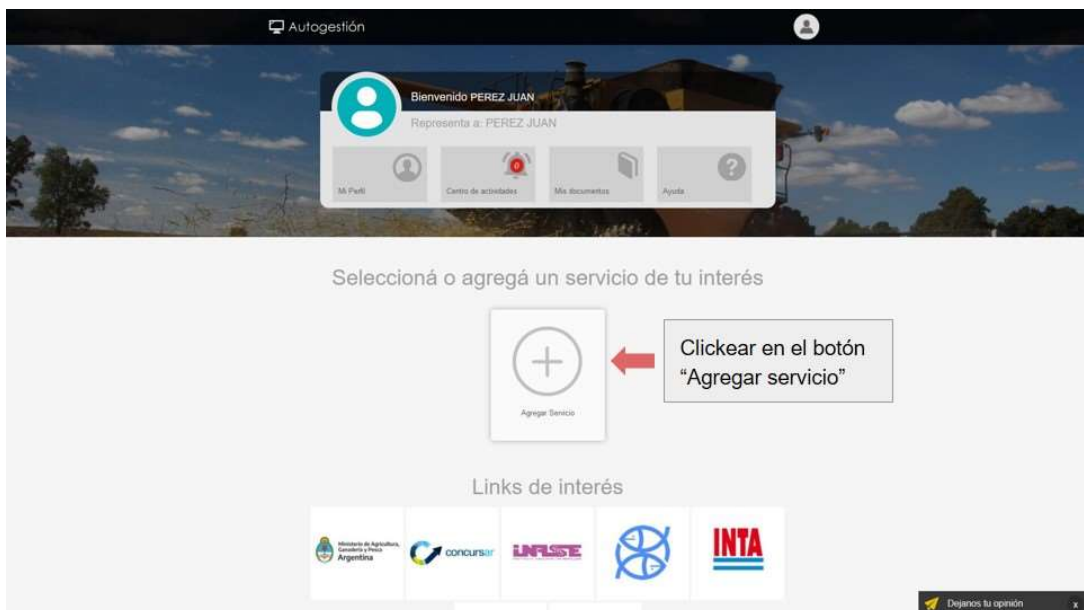 Autogestión
Bienvenido PEREZ JUAN
Representa a: PEREZ JUAN
Mi Perfil
0
Centro de actividades
Mis documentos
Ayuda
?
Seleccioná o agregá un servicio de tu interés
Agregar Servicio
Clickear en el botón
“Agregar servicio”
Links de interés
Ministerio de Agricultura,
Ganadería y Pesca
Argentina
concursar
INASE
INTA
Dejanos tu opinión
x